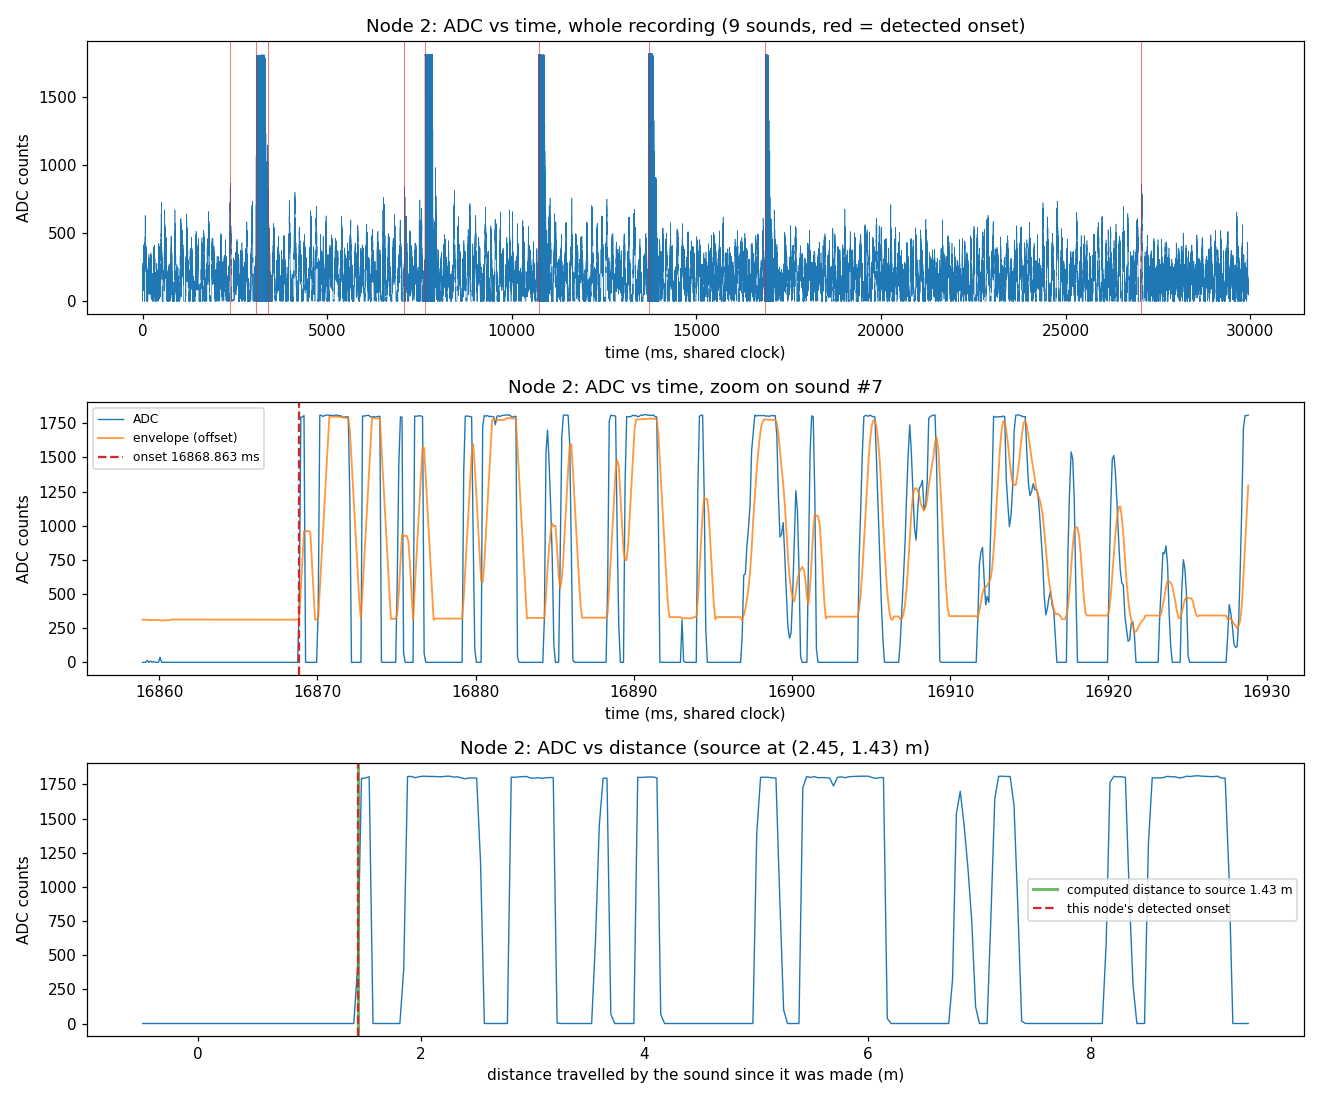 Node 2: ADC vs time, whole recording (9 sounds, red = detected onset)
ADC counts
1500
1000
500
0
0 5000 10000 15000 20000 25000 30000
time (ms, shared clock)
Node 2: ADC vs time, zoom on sound #7
ADC counts
1750
1500
1250
1000
750
500
250
0
ADC
envelope (offset)
onset 16868.863 ms
16860 16870 16880 16890 16900 16910 16920 16930
time (ms, shared clock)
Node 2: ADC vs distance (source at (2.45, 1.43) m)
ADC counts
1750
1500
1250
1000
750
500
250
0
computed distance to source 1.43 m
this node's detected onset
0 2 4 6 8
distance travelled by the sound since it was made (m)